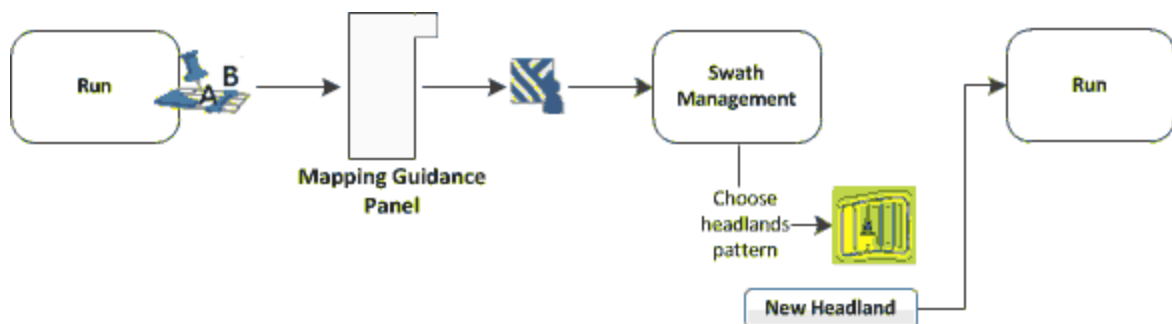 Run
A
B
Mapping Guidance
Panel
Swath
Management
Choose
headlands
pattern
New Headland
Run